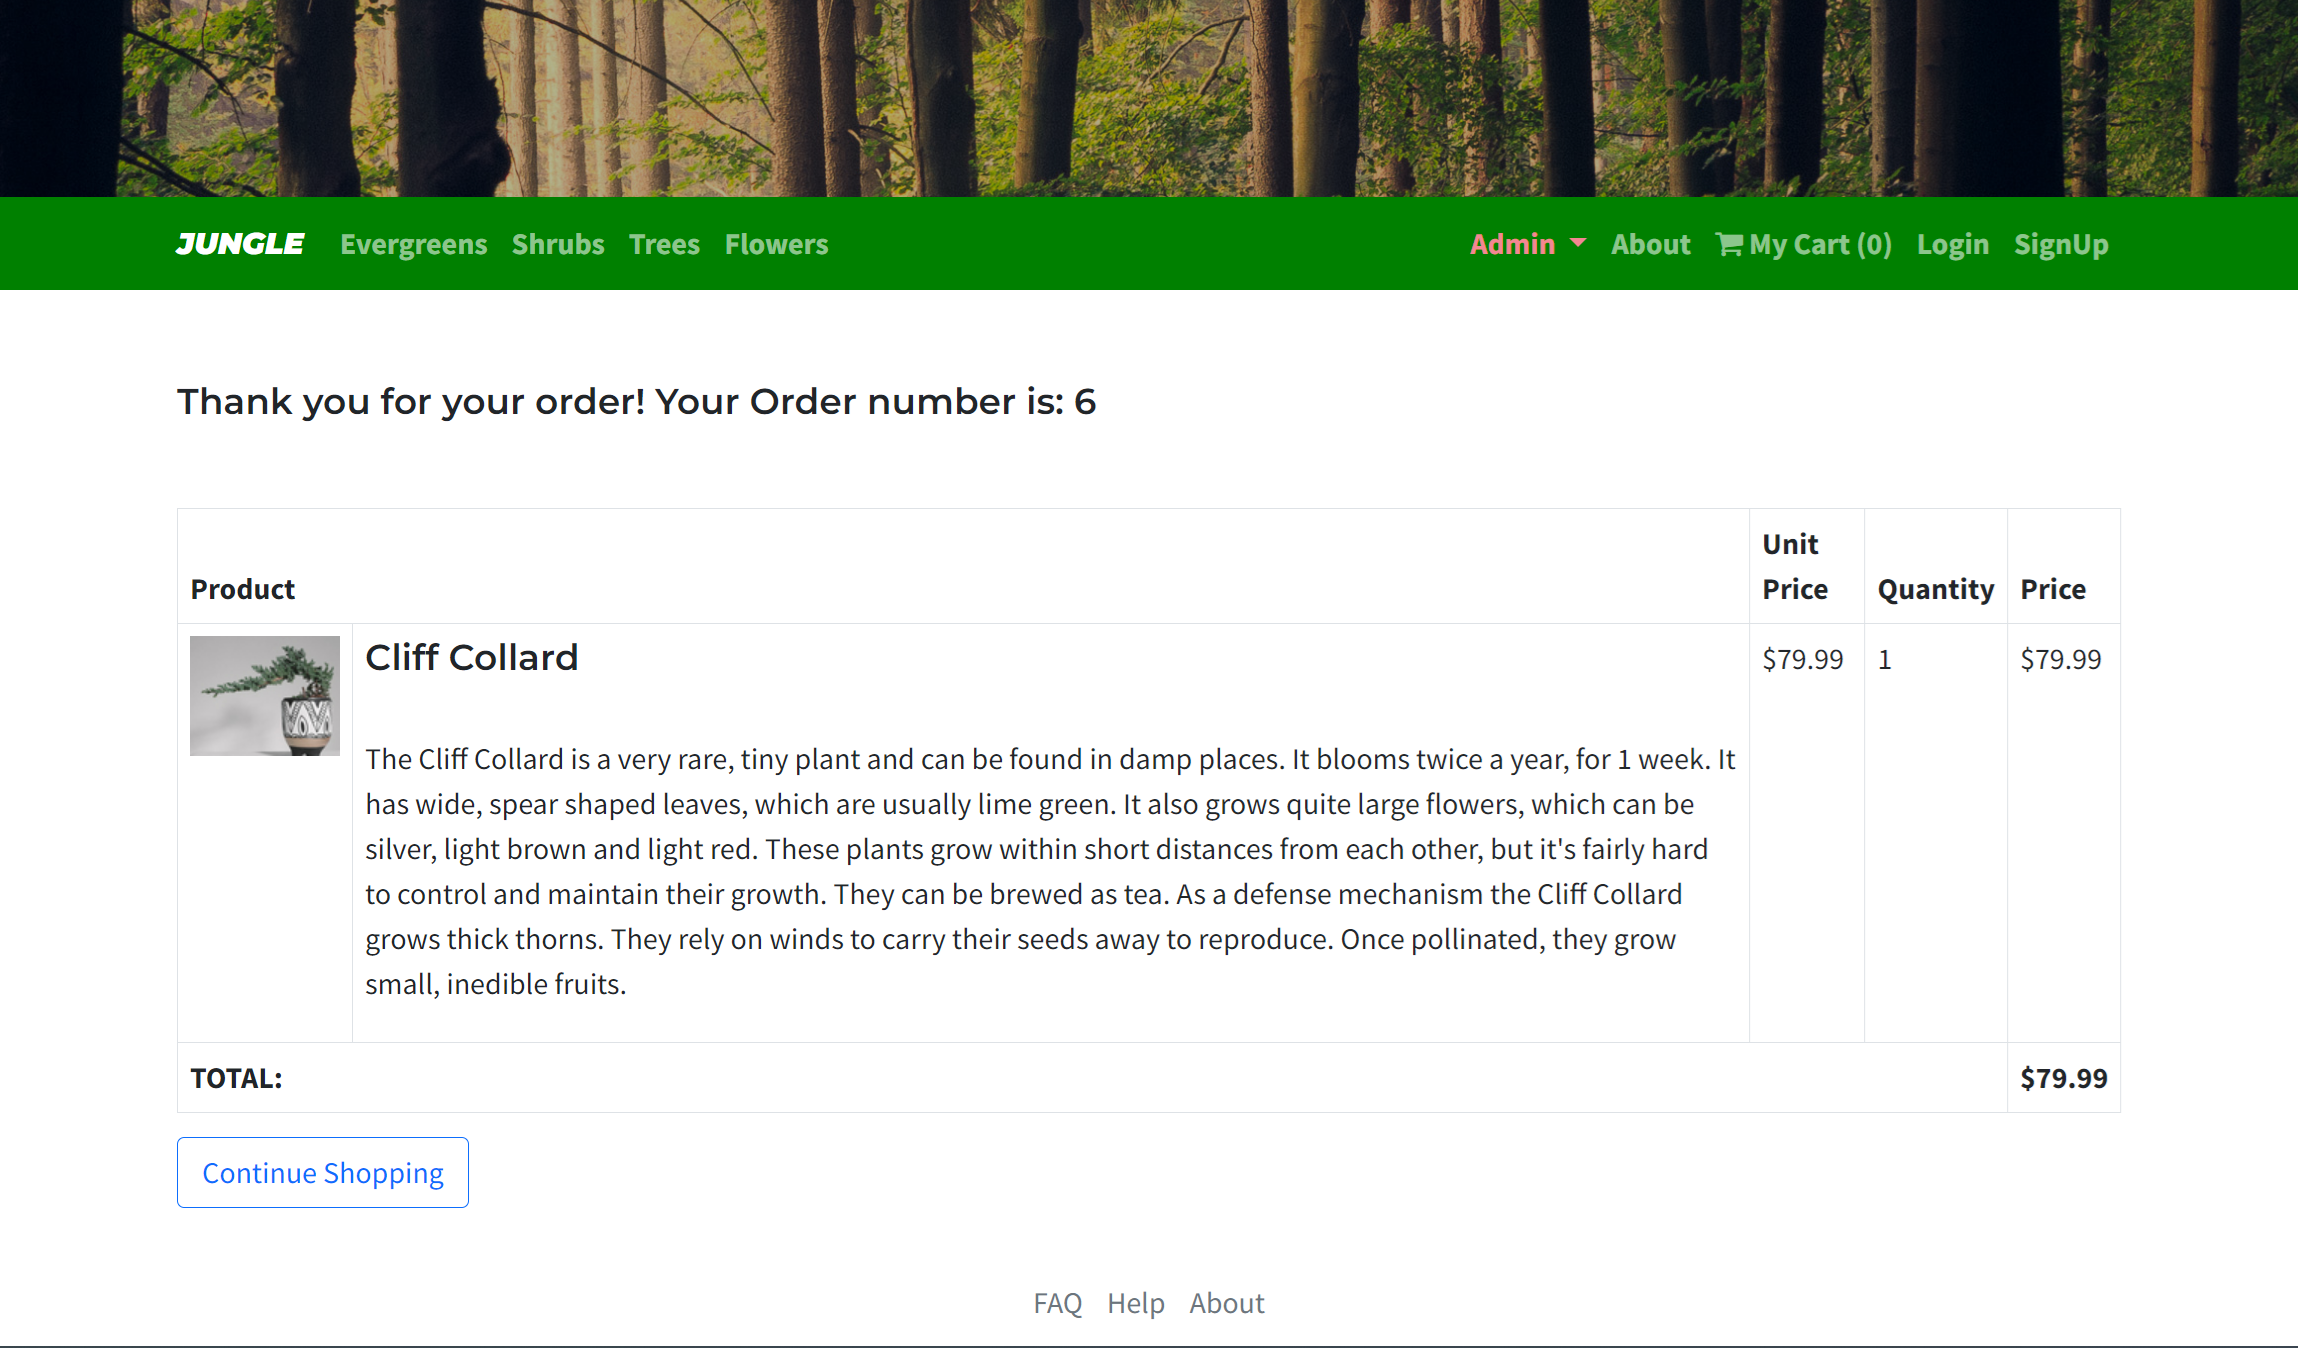 JUNGLE Evergreens Shrubs Trees Flowers Admin About My Cart (0) Login SignUp
Thank you for your order! Your Order number is: 6
Product Unit Price Quantity Price
Cliff Collard $79.99 1 $79.99
The Cliff Collard is a very rare, tiny plant and can be found in damp places. It blooms twice a year, for 1 week. It
has wide, spear shaped leaves, which are usually lime green. It also grows quite large flowers, which can be
silver, light brown and light red. These plants grow within short distances from each other, but it's fairly hard
to control and maintain their growth. They can be brewed as tea. As a defense mechanism the Cliff Collard
grows thick thorns. They rely on winds to carry their seeds away to reproduce. Once pollinated, they grow
small, inedible fruits.
TOTAL: $79.99
Continue Shopping
FAQ Help About